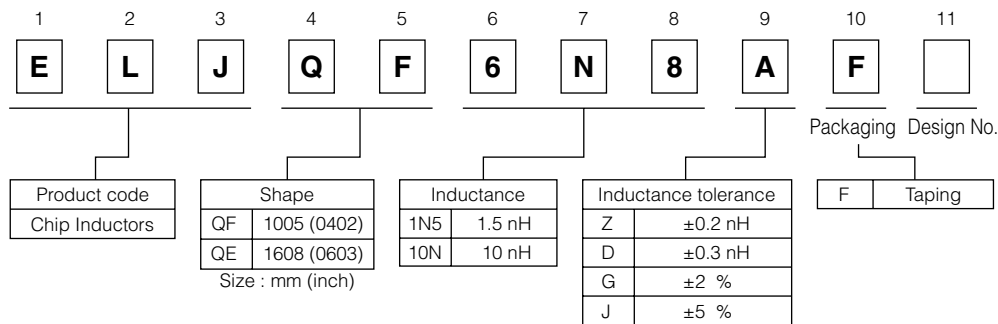 1 2 3 4 5 6 7 8 9 10 11
E L J Q F 6 N 8 A F
Packaging Design No.
Product code
Chip Inductors
Shape
QF 1005 (0402)
QE 1608 (0603)
Size : mm (inch)
Inductance
1N5 1.5 nH
10N 10 nH
Inductance tolerance
Z ±0.2 nH
D ±0.3 nH
G ±2 %
J ±5 %
F Taping